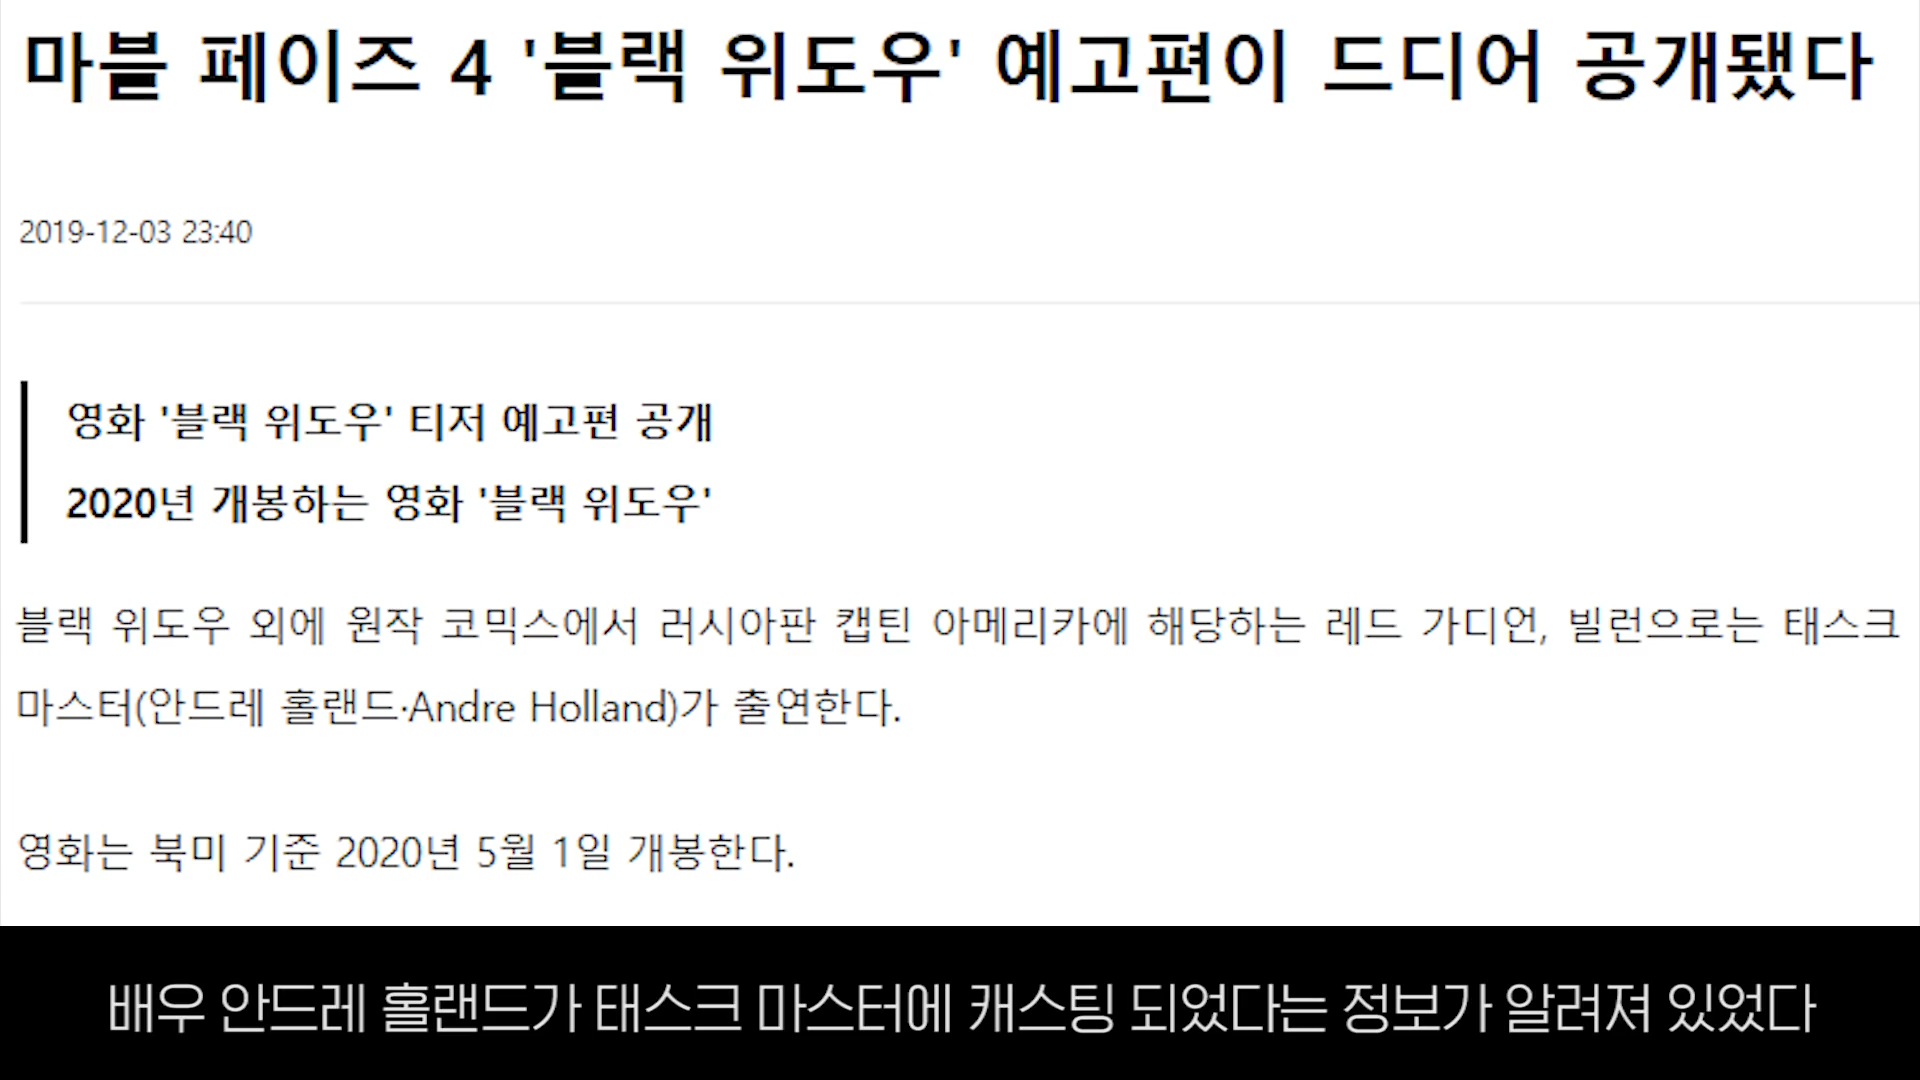 마블 페이즈 4 '블랙 위도우' 예고편이 드디어 공개됐다
2019-12-03 23:40
영화 '블랙 위도우' 티저 예고편 공개
2020년 개봉하는 영화 '블랙 위도우'
블랙 위도우 외에 원작 코믹스에서 러시아판 캡틴 아메리카에 해당하는 레드 가디언, 빌런으로는 태스크
마스터(안드레 홀랜드·Andre Holland)가 출연한다.
영화는 북미 기준 2020년 5월 1일 개봉한다.
배우 안드레 홀랜드가 태스크 마스터에 캐스팅 되었다는 정보가 알려져 있었다